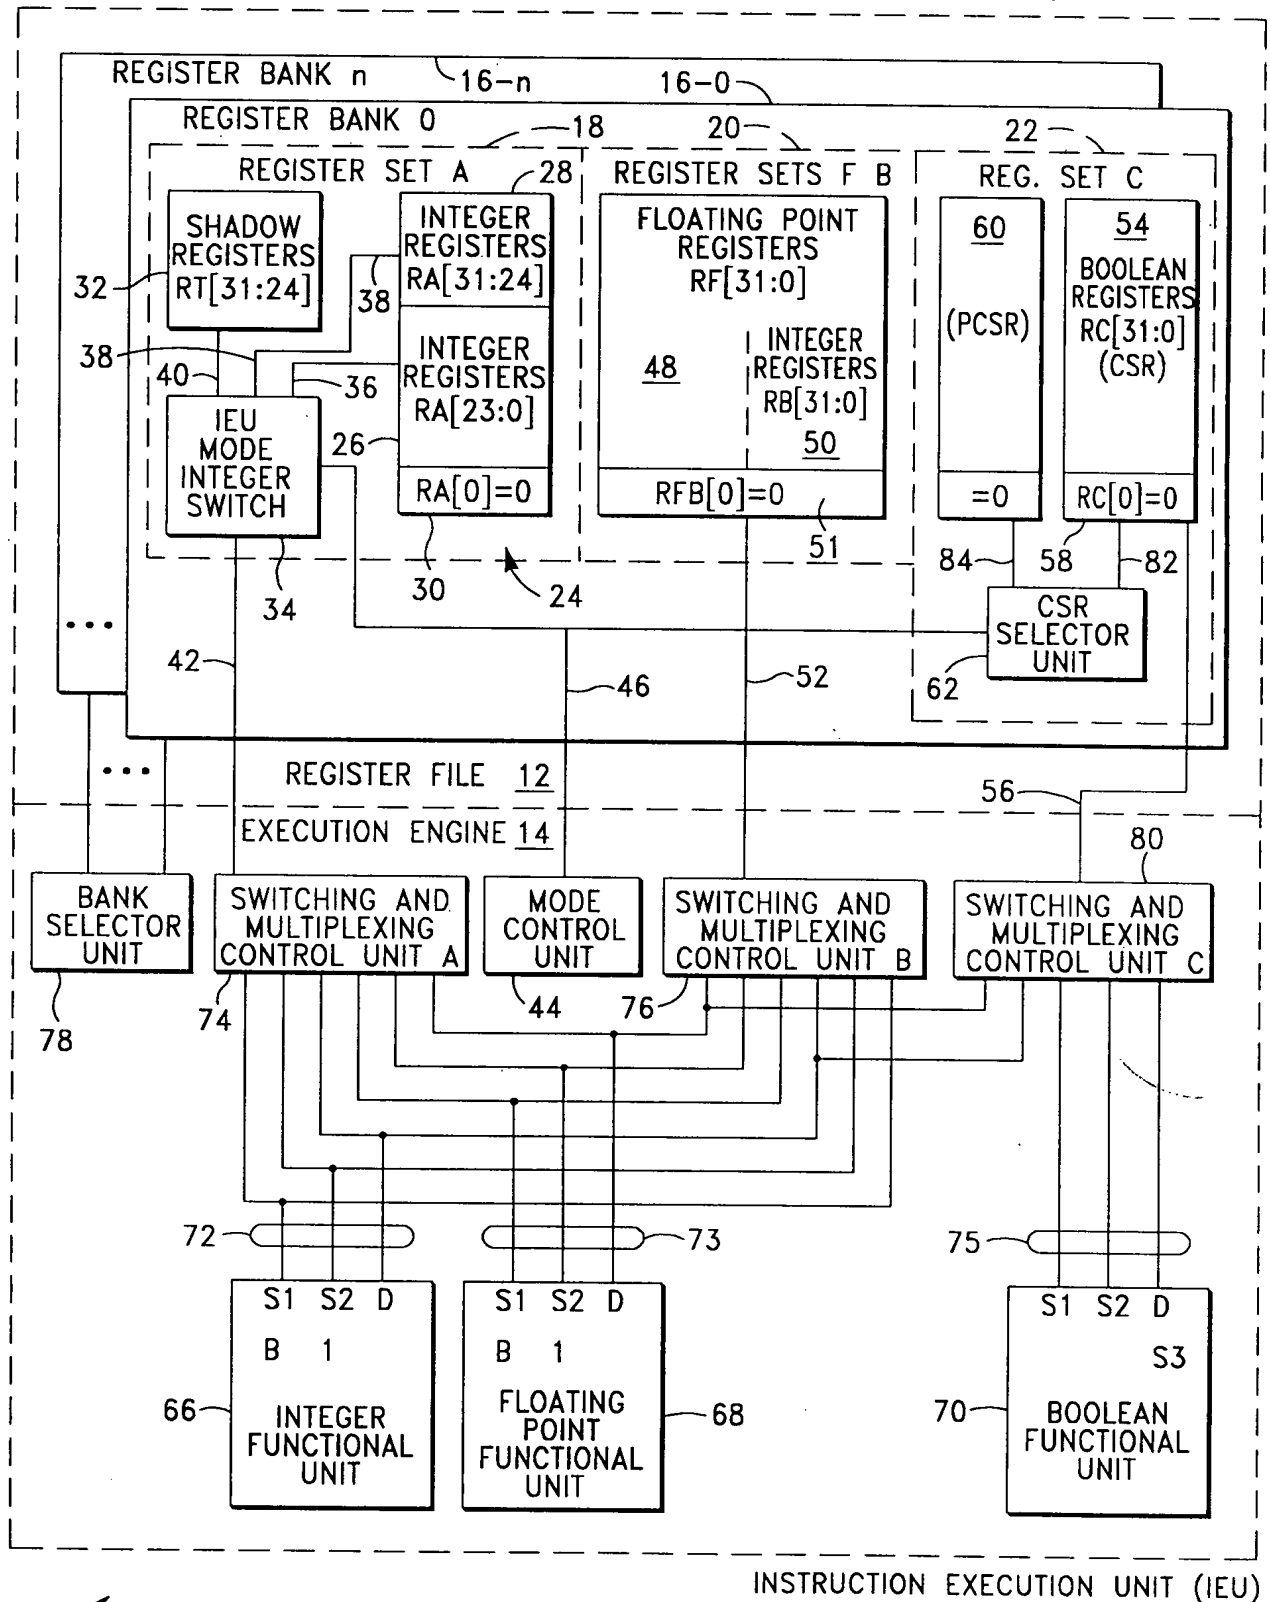 REGISTER BANK n
16-n
16-0
REGISTER BANK 0
18
20
22
REGISTER SET A
28
REGISTER SETS F B
REG. SET C
SHADOW
REGISTERS
RT[31:24]
32
INTEGER
REGISTERS
RA[31:24]
38
FLOATING POINT
REGISTERS
RF[31:0]
60
(PCSR)
54
BOOLEAN
REGISTERS
RC[31:0]
(CSR)
38
40
36
INTEGER
REGISTERS
RA[23:0]
26
48
INTEGER
REGISTERS
RB[31:0]
50
IEU
MODE
INTEGER
SWITCH
RA[0]=0
RFB[0]=0
=0
RC[0]=0
51
84
58
82
34
30
24
CSR
SELECTOR
UNIT
62
...
42
46
52
...
REGISTER FILE 12
56
EXECUTION ENGINE 14
80
BANK
SELECTOR
UNIT
SWITCHING AND
MULTIPLEXING
CONTROL UNIT A
MODE
CONTROL
UNIT
SWITCHING AND
MULTIPLEXING
CONTROL UNIT B
SWITCHING AND
MULTIPLEXING
CONTROL UNIT C
78
74
44
76
72
73
75
S1 S2 D
B 1
INTEGER
FUNCTIONAL
UNIT
66
S1 S2 D
B 1
FLOATING
POINT
FUNCTIONAL
UNIT
68
S1 S2 D
S3
BOOLEAN
FUNCTIONAL
UNIT
70
INSTRUCTION EXECUTION UNIT (IEU)